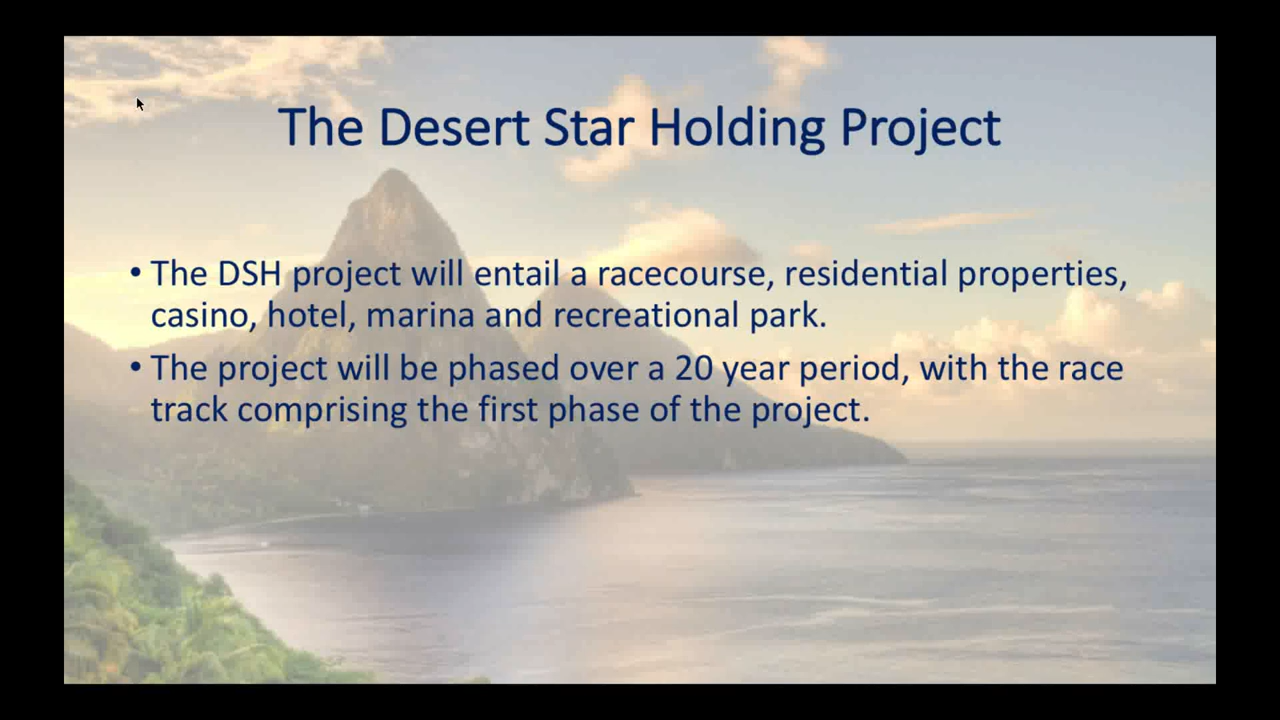 The Desert Star Holding Project
• The DSH project will entail a racecourse, residential properties,
casino, hotel, marina and recreational park.
• The project will be phased over a 20 year period, with the race
track comprising the first phase of the project.